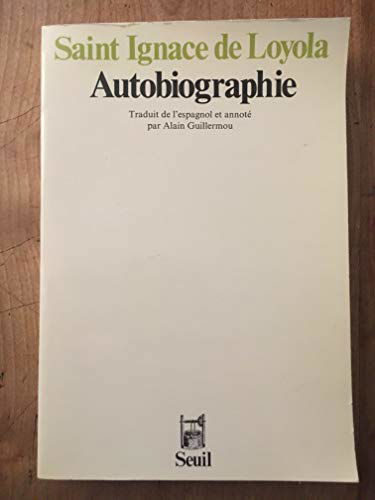 Saint Ignace de Loyola
Autobiographie
Traduit de l'espagnol et annoté
par Alain Guillermou
Seuil